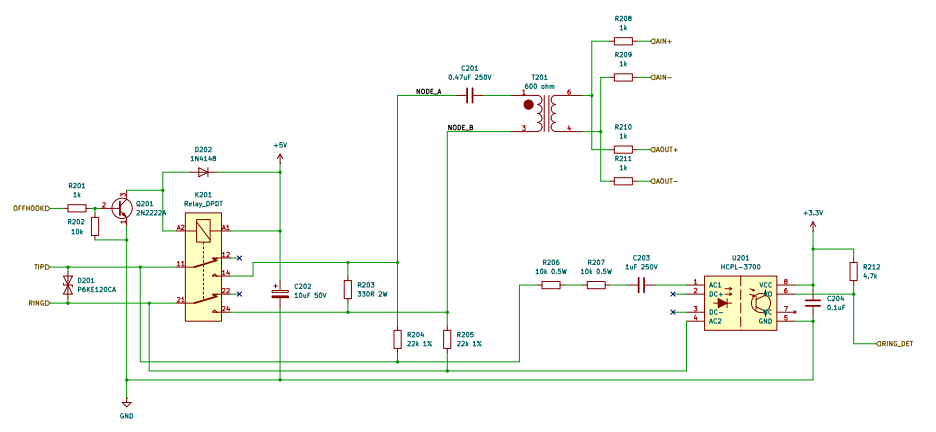 R208
1k
AIN+
R209
1k
AIN-
C201
0.47uF 250V
T201
600 ohm
NODE_A
1
6
NODE_B
3
4
R210
1k
AOUT+
R211
1k
AOUT-
D202
1N4148
+5V
R201
1k
OFFHOOK
2
3
1
Q201
2N2222A
R202
10k
K201
Relay_DPDT
A2
A1
12
11
14
22
21
24
TIP
RING
D201
P6KE120CA
C202
10uF 50V
R203
330R 2W
R204
22k 1%
R205
22k 1%
R206
10k 0.5W
R207
10k 0.5W
C203
1uF 250V
+3.3V
U201
HCPL-3700
1
AC1
VCC
8
2
DC+
6
3
DC-
7
4
AC2
GND
5
R212
4.7k
C204
0.1uF
RING_DET
GND